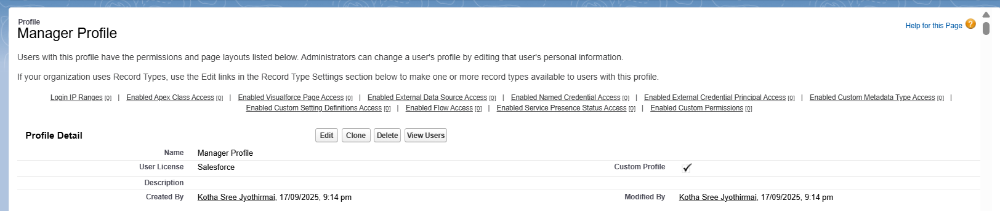 Profile
Manager Profile
Help for this Page ?
Users with this profile have the permissions and page layouts listed below. Administrators can change a user's profile by editing that user's personal information.
If your organization uses Record Types, use the Edit links in the Record Type Settings section below to make one or more record types available to users with this profile.
Login IP Ranges [0] | Enabled Apex Class Access [0] | Enabled Visualforce Page Access [0] | Enabled External Data Source Access [0] | Enabled Named Credential Access [0] | Enabled External Credential Principal Access [0] | Enabled Custom Metadata Type Access [0] |
Enabled Custom Setting Definitions Access [0] | Enabled Flow Access [0] | Enabled Service Presence Status Access [0] | Enabled Custom Permissions [0]
Profile Detail Edit Clone Delete View Users
Name Manager Profile
User License Salesforce Custom Profile ✓
Description
Created By Kotha Sree Jyothirmai, 17/09/2025, 9:14 pm Modified By Kotha Sree Jyothirmai, 17/09/2025, 9:14 pm